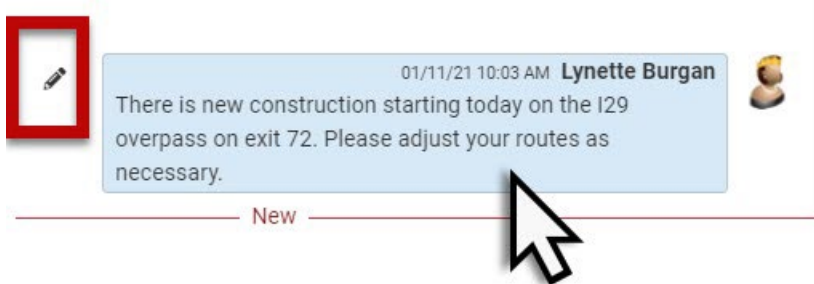 01/11/21 10:03 AM Lynette Burgan
There is new construction starting today on the I29
overpass on exit 72. Please adjust your routes as
necessary.
New